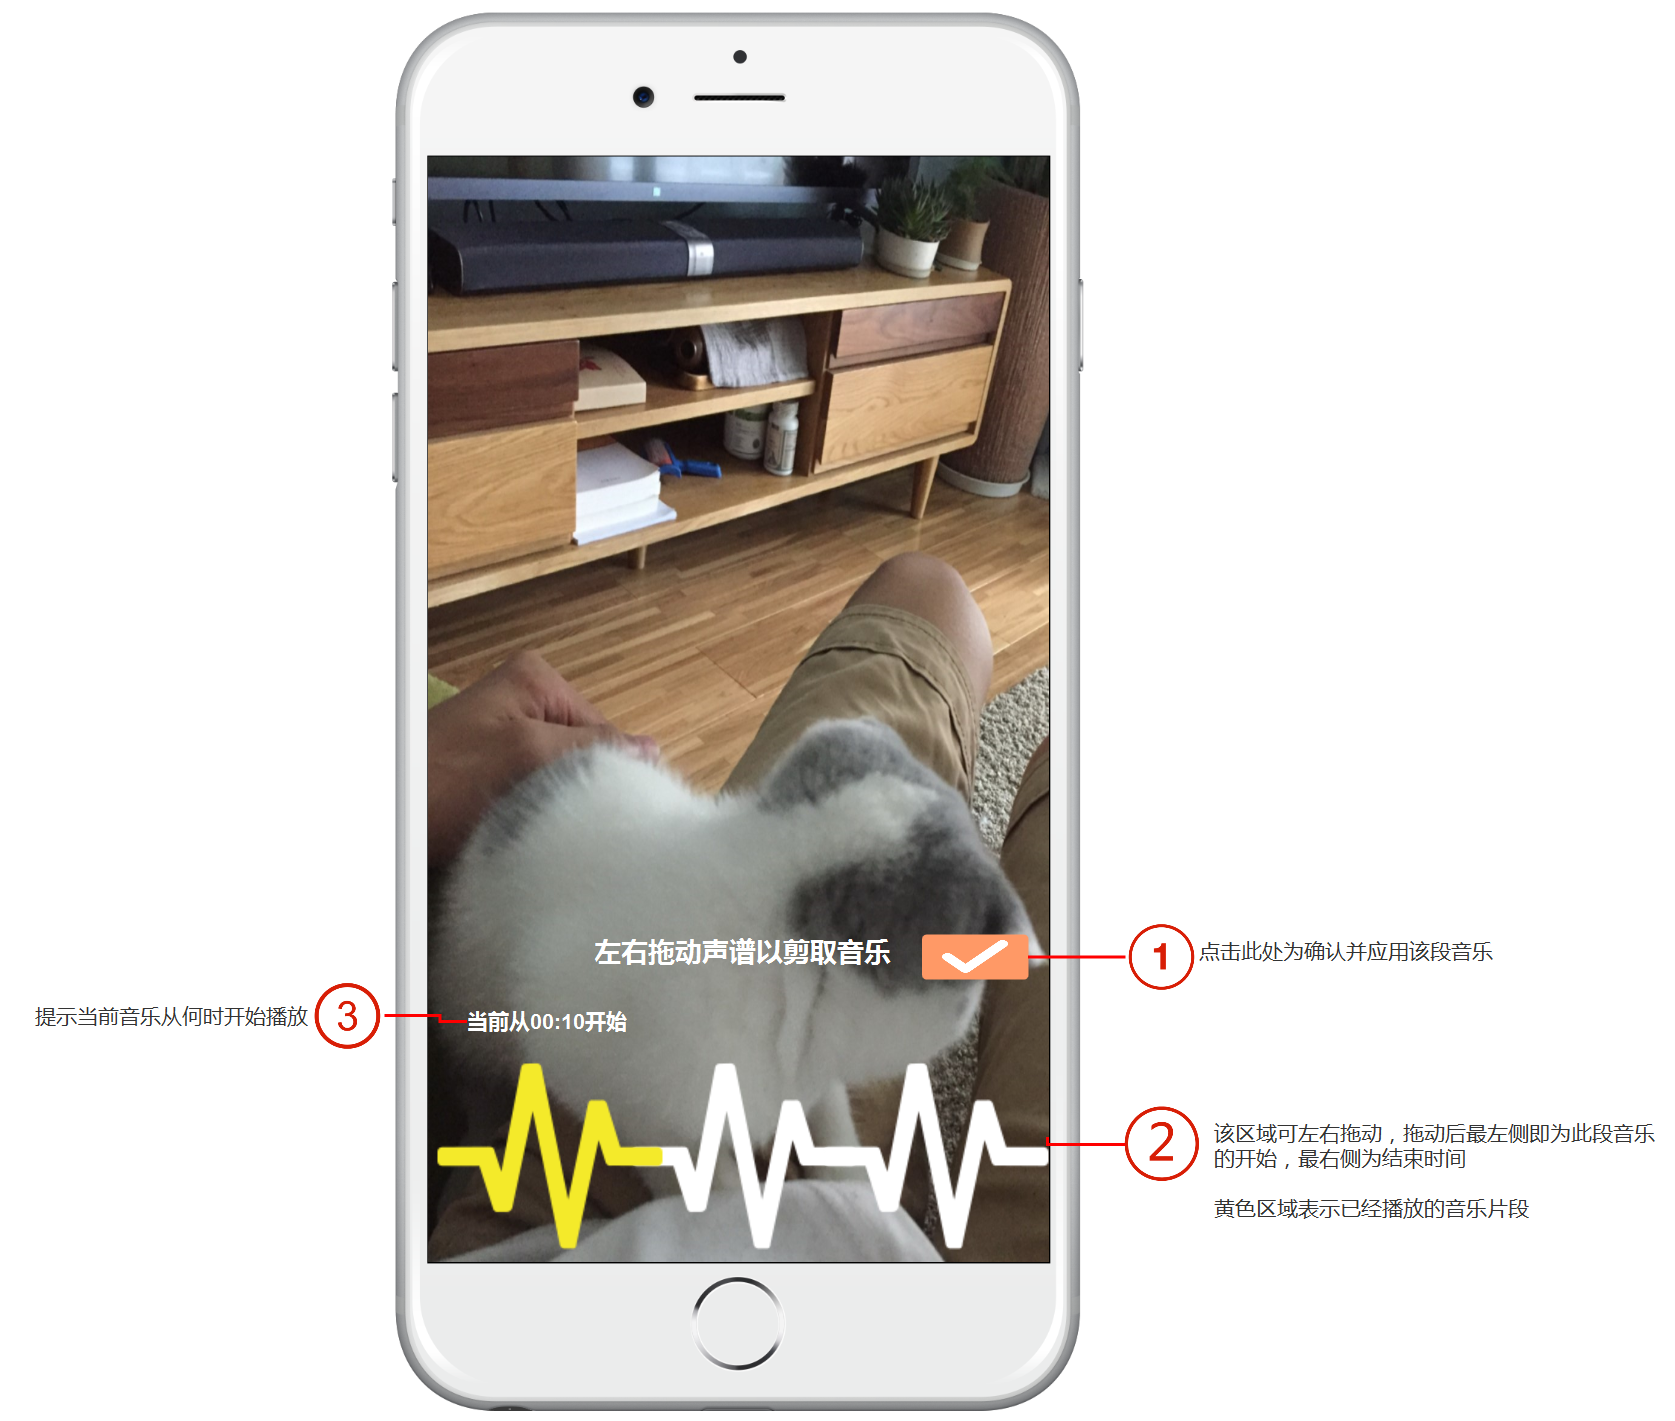 左右拖动声谱以剪取音乐
1
点击此处为确认并应用该段音乐
提示当前音乐从何时开始播放
3
当前从00:10开始
2
该区域可左右拖动，拖动后最左侧即为此段音乐
的开始，最右侧为结束时间
黄色区域表示已经播放的音乐片段